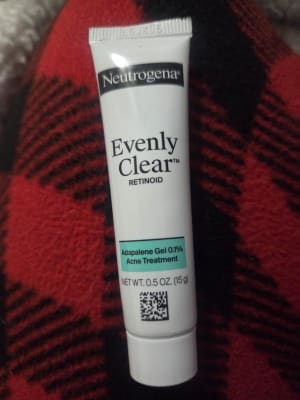 Neutrogena®
Evenly
Clear™
RETINOID
Adapalene Gel 0.1%
Acne Treatment
NET WT. 0.5 OZ. (15 g)